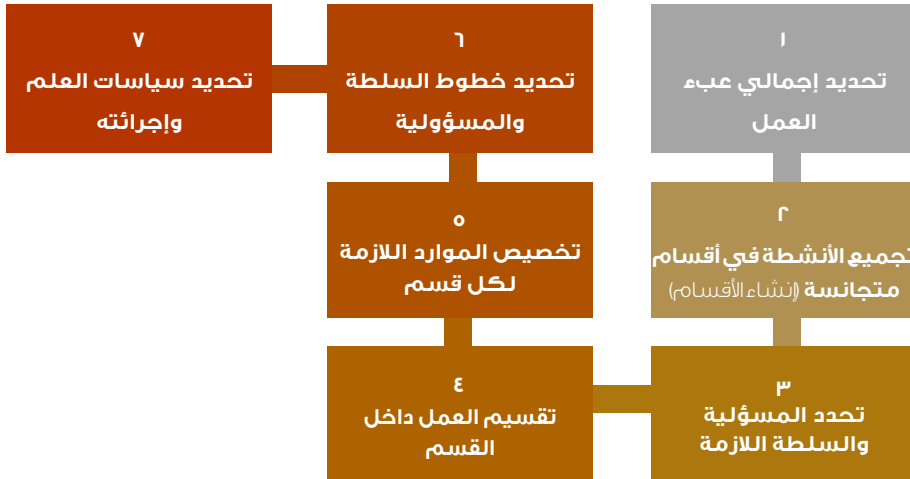 ١
تحديد إجمالي عبء
العمل
٢
تجميع الأنشطة في أقسام
متجانسة (إنشاء الأقسام)
٣
تحدد المسؤلية
والسلطة اللازمة
٤
تقسيم العمل داخل
القسم
٥
تخصيص الموارد اللازمة
لكل قسم
٦
تحديد خطوط السلطة
والمسؤولية
٧
تحديد سياسات العلم
وإجرائته